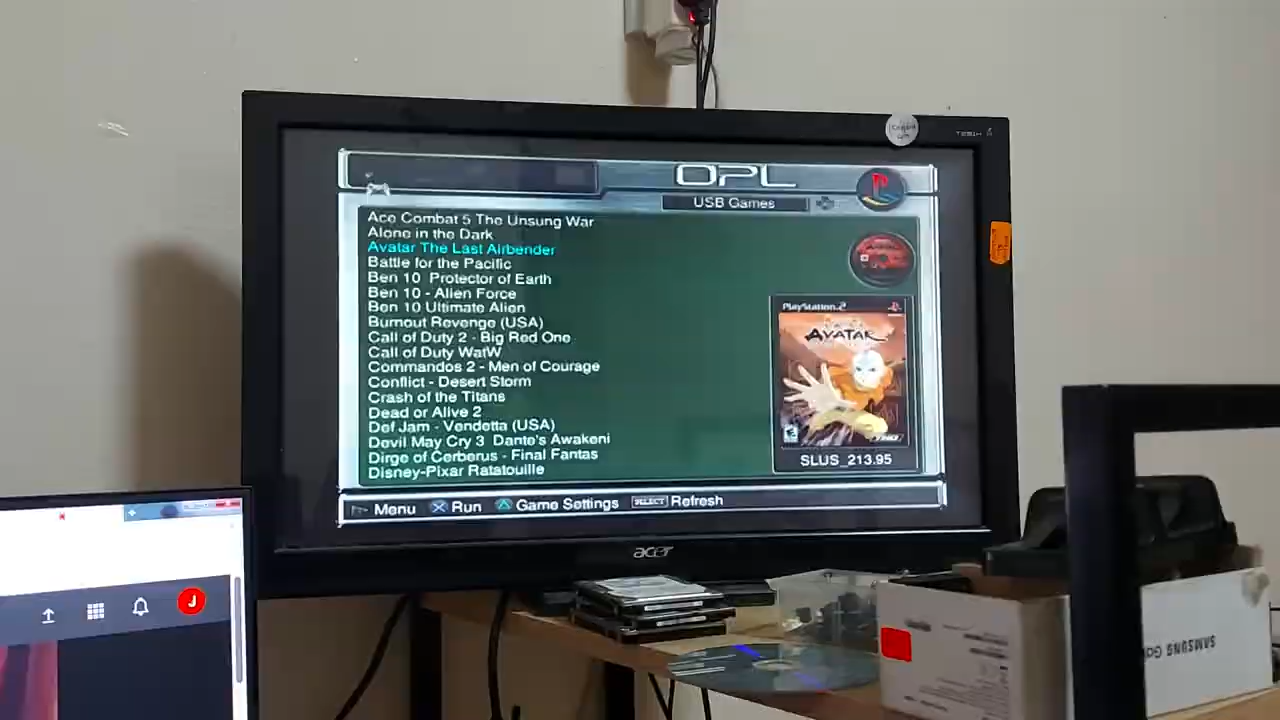 OPL
USB Games
Ace Combat 5 The Unsung War
Alone in the Dark
Avatar The Last Airbender
Battle for the Pacific
Ben 10 Protector of Earth
Ben 10 - Alien Force
Ben 10 Ultimate Alien
Burnout Revenge (USA)
Call of Duty 2 - Big Red One
Call of Duty WatW
Commandos 2 - Men of Courage
Conflict - Desert Storm
Crash of the Titans
Dead or Alive 2
Def Jam - Vendetta (USA)
Devil May Cry 3 Dante's Awakeni
Dirge of Cerberus - Final Fantas
Disney-Pixar Ratatouille
PlayStation.2
AVATAR
THQ
SLUS_213.95
Menu Run Game Settings SELECT Refresh
acer
J
SAMSUNG Gal